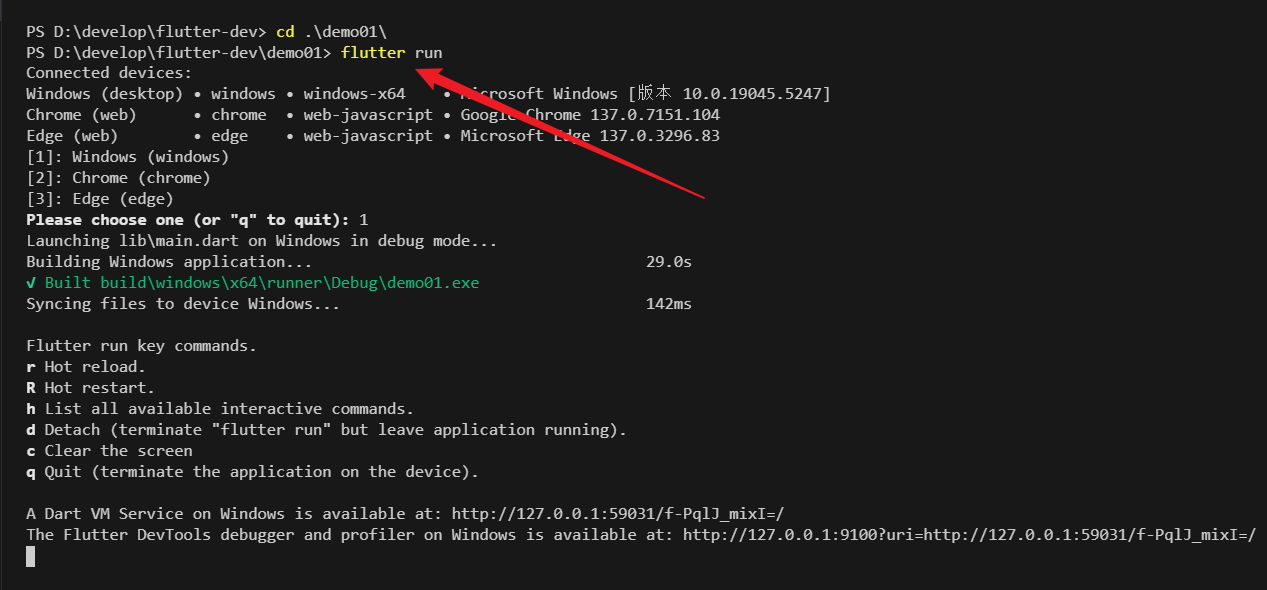 PS D:\develop\flutter-dev> cd .\demo01\
PS D:\develop\flutter-dev\demo01> flutter run
Connected devices:
Windows (desktop) • windows • windows-x64 • Microsoft Windows [版本 10.0.19045.5247]
Chrome (web) • chrome • web-javascript • Google Chrome 137.0.7151.104
Edge (web) • edge • web-javascript • Microsoft Edge 137.0.3296.83
[1]: Windows (windows)
[2]: Chrome (chrome)
[3]: Edge (edge)
Please choose one (or "q" to quit): 1
Launching lib\main.dart on Windows in debug mode...
Building Windows application... 29.0s
√ Built build\windows\x64\runner\Debug\demo01.exe
Syncing files to device Windows... 142ms
Flutter run key commands.
r Hot reload.
R Hot restart.
h List all available interactive commands.
d Detach (terminate "flutter run" but leave application running).
c Clear the screen
q Quit (terminate the application on the device).
A Dart VM Service on Windows is available at: http://127.0.0.1:59031/f-PqlJ_mixI=/
The Flutter DevTools debugger and profiler on Windows is available at: http://127.0.0.1:9100?uri=http://127.0.0.1:59031/f-PqlJ_mixI=/